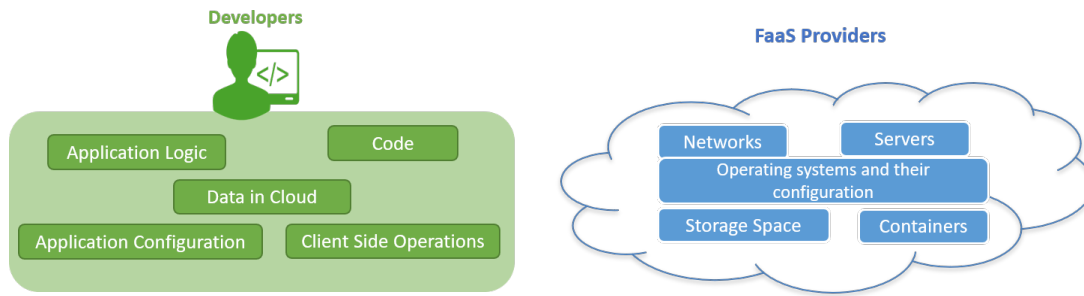 Developers
</>
Application Logic
Code
Data in Cloud
Application Configuration
Client Side Operations
FaaS Providers
Networks
Servers
Operating systems and their
configuration
Storage Space
Containers